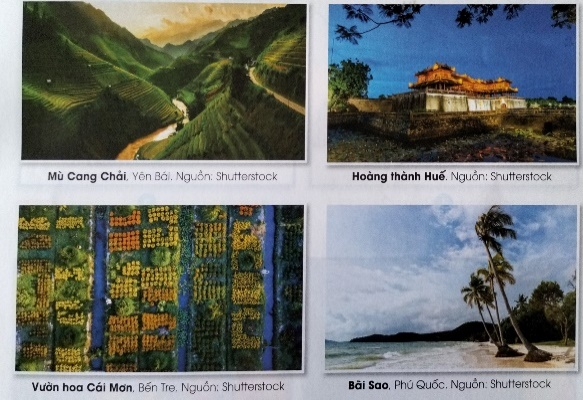 Mù Cang Chải, Yên Bái. Nguồn: Shutterstock
Hoàng thành Huế. Nguồn: Shutterstock
Vườn hoa Cái Mơn, Bến Tre. Nguồn: Shutterstock
Bãi Sao, Phú Quốc. Nguồn: Shutterstock